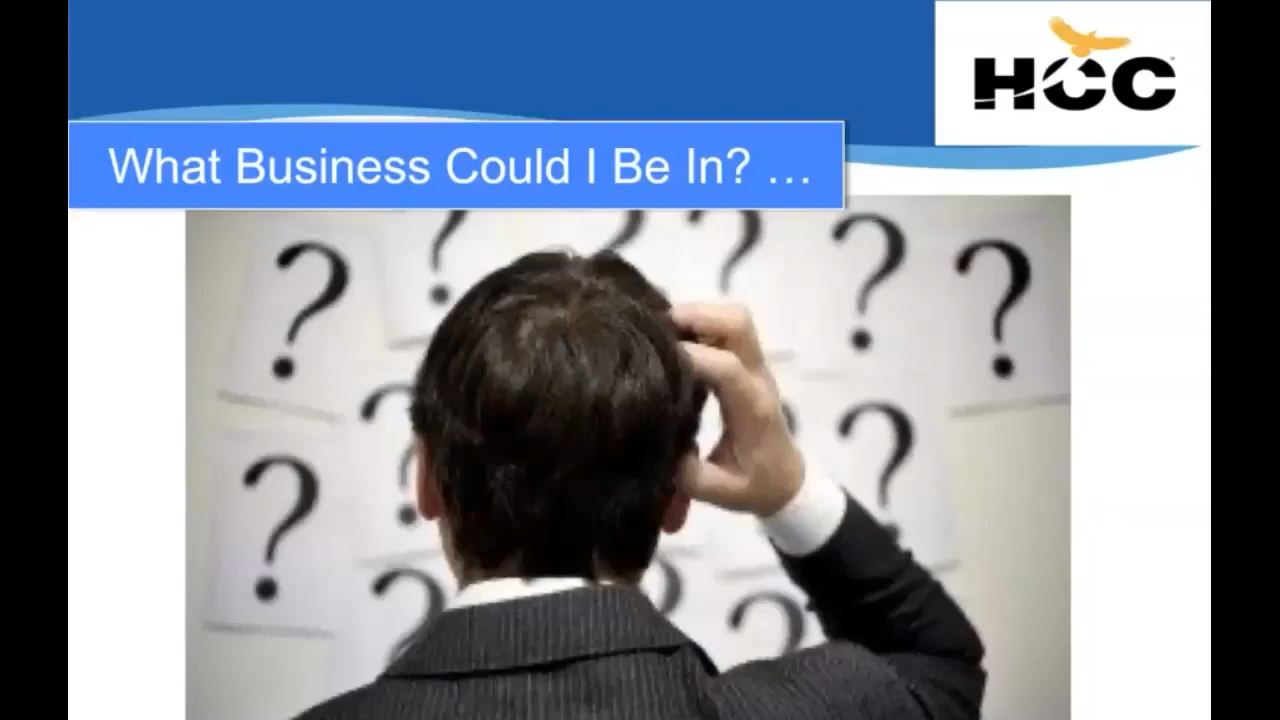 HCC
What Business Could I Be In? …
? ? ? ? ? ?
? ? ?
? ?
? ? ?